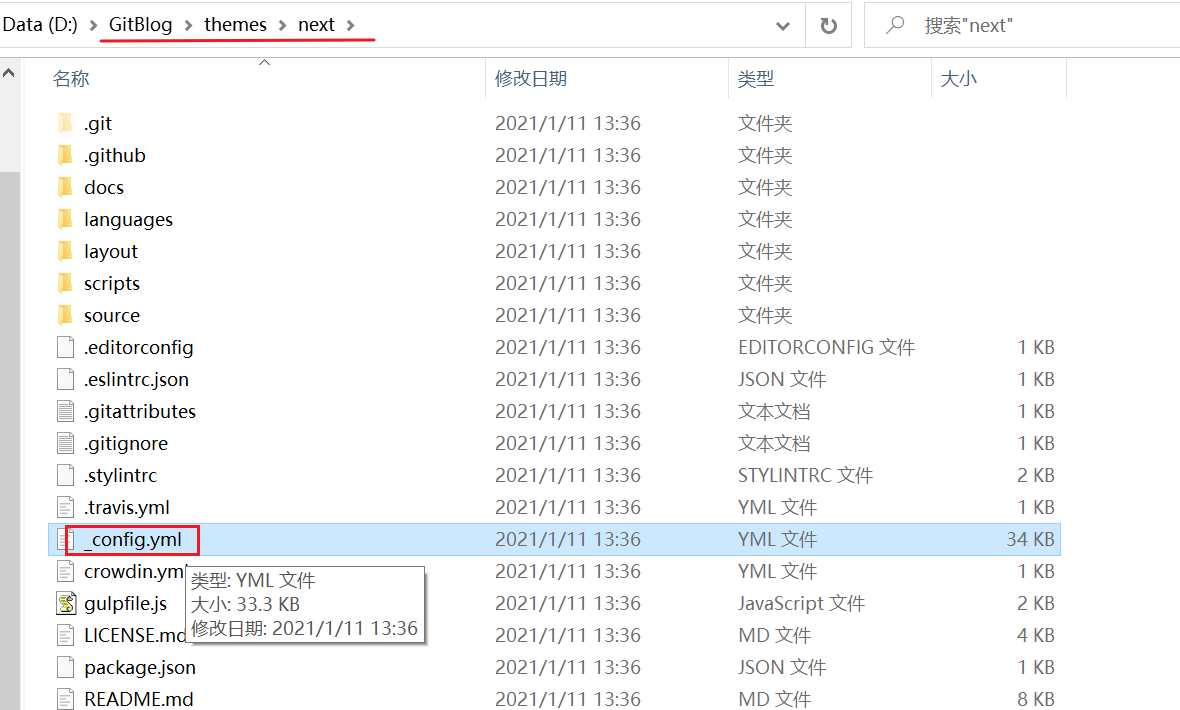 Data (D:) > GitBlog > themes > next > 搜索"next"
名称 修改日期 类型 大小
.git 2021/1/11 13:36 文件夹
.github 2021/1/11 13:36 文件夹
docs 2021/1/11 13:36 文件夹
languages 2021/1/11 13:36 文件夹
layout 2021/1/11 13:36 文件夹
scripts 2021/1/11 13:36 文件夹
source 2021/1/11 13:36 文件夹
.editorconfig 2021/1/11 13:36 EDITORCONFIG 文件 1 KB
.eslintrc.json 2021/1/11 13:36 JSON 文件 1 KB
.gitattributes 2021/1/11 13:36 文本文档 1 KB
.gitignore 2021/1/11 13:36 文本文档 1 KB
.stylintrc 2021/1/11 13:36 STYLINTRC 文件 2 KB
.travis.yml 2021/1/11 13:36 YML 文件 1 KB
_config.yml 2021/1/11 13:36 YML 文件 34 KB
crowdin.yml 2021/1/11 13:36 YML 文件 1 KB
类型: YML 文件
gulpfile.js 2021/1/11 13:36 JavaScript 文件 2 KB
大小: 33.3 KB
LICENSE.md 2021/1/11 13:36 MD 文件 4 KB
修改日期: 2021/1/11 13:36
package.json 2021/1/11 13:36 JSON 文件 1 KB
README.md 2021/1/11 13:36 MD 文件 8 KB